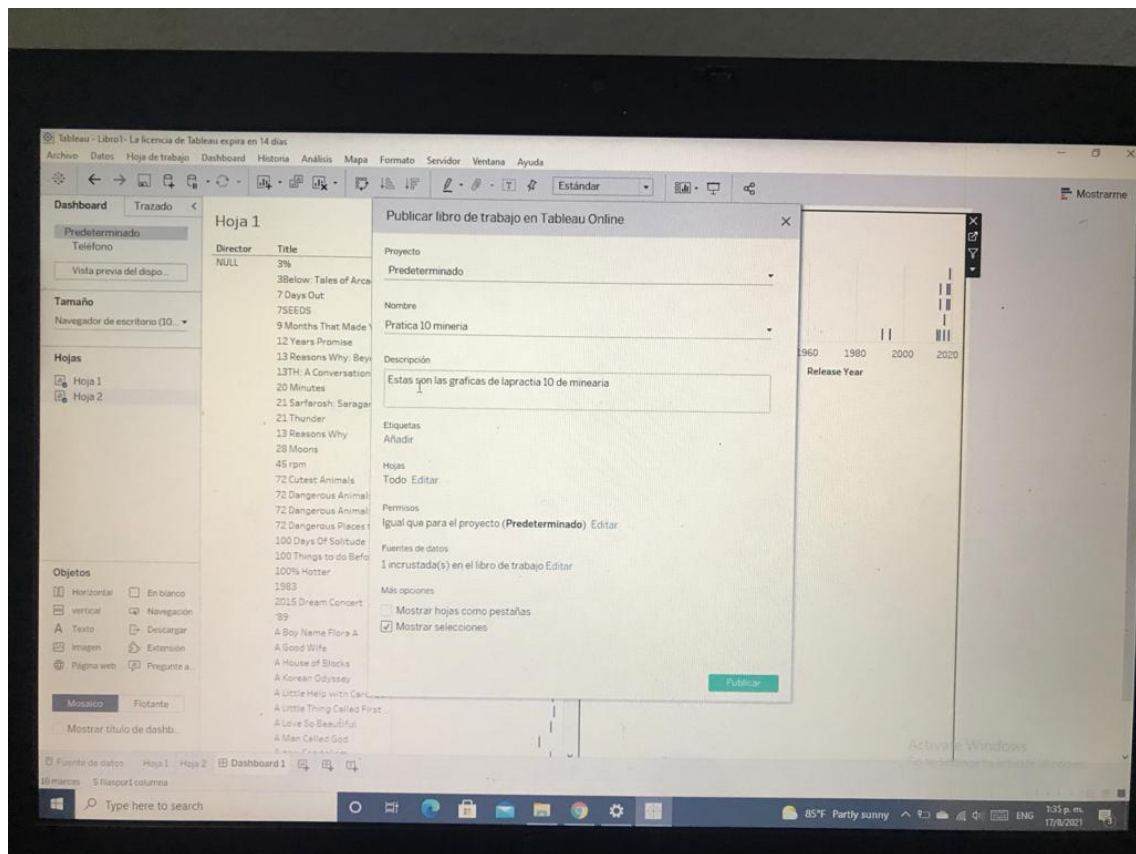 Tableau - Libro1 - La licencia de Tableau expira en 14 días
Archivo Datos Hoja de trabajo Dashboard Historia Análisis Mapa Formato Servidor Ventana Ayuda
Estándar
Mostrarme
Dashboard Trazado
Predeterminado
Teléfono
Vista previa del dispo...
Tamaño
Navegador de escritorio (10...
Hojas
Hoja 1
Hoja 2
Objetos
Horizontal En blanco
vertical Navegación
Texto Descargar
Imagen Extensión
Página web Pregunte a...
Mosaico Flotante
Mostrar título de dashb...
Hoja 1
Director Title
NULL 3%
3Below: Tales of Arca
7 Days Out
7SEEDS
9 Months That Made
12 Years Promise
13 Reasons Why: Bey
13TH: A Conversation
20 Minutes
21 Sarfarosh: Saragar
21 Thunder
13 Reasons Why
28 Moons
45 rpm
72 Cutest Animals
72 Dangerous Animal
72 Dangerous Animal
72 Dangerous Places
100 Days Of Solitude
100 Things to do Befo
100% Hotter
1983
2015 Dream Concert
'89
A Boy Name Flora A
A Good Wife
A House of Blocks
A Korean Odyssey
A Little Help with Caro
A Little Thing Called First...
A Love So Beautiful
A Man Called God
Publicar libro de trabajo en Tableau Online
Proyecto
Predeterminado
Nombre
Pratica 10 mineria
Descripción
Estas son las graficas de lapractia 10 de minearia
Etiquetas
Añadir
Hojas
Todo Editar
Permisos
Igual que para el proyecto (Predeterminado) Editar
Fuentes de datos
1 incrustada(s) en el libro de trabajo Editar
Más opciones
Mostrar hojas como pestañas
Mostrar selecciones
Publicar
1960 1980 2000 2020
Release Year
Activate Windows
Fuente de datos Hoja 1 Hoja 2 Dashboard 1
Type here to search
85°F Partly sunny
ENG
1:35 p. m.
17/8/2021
3